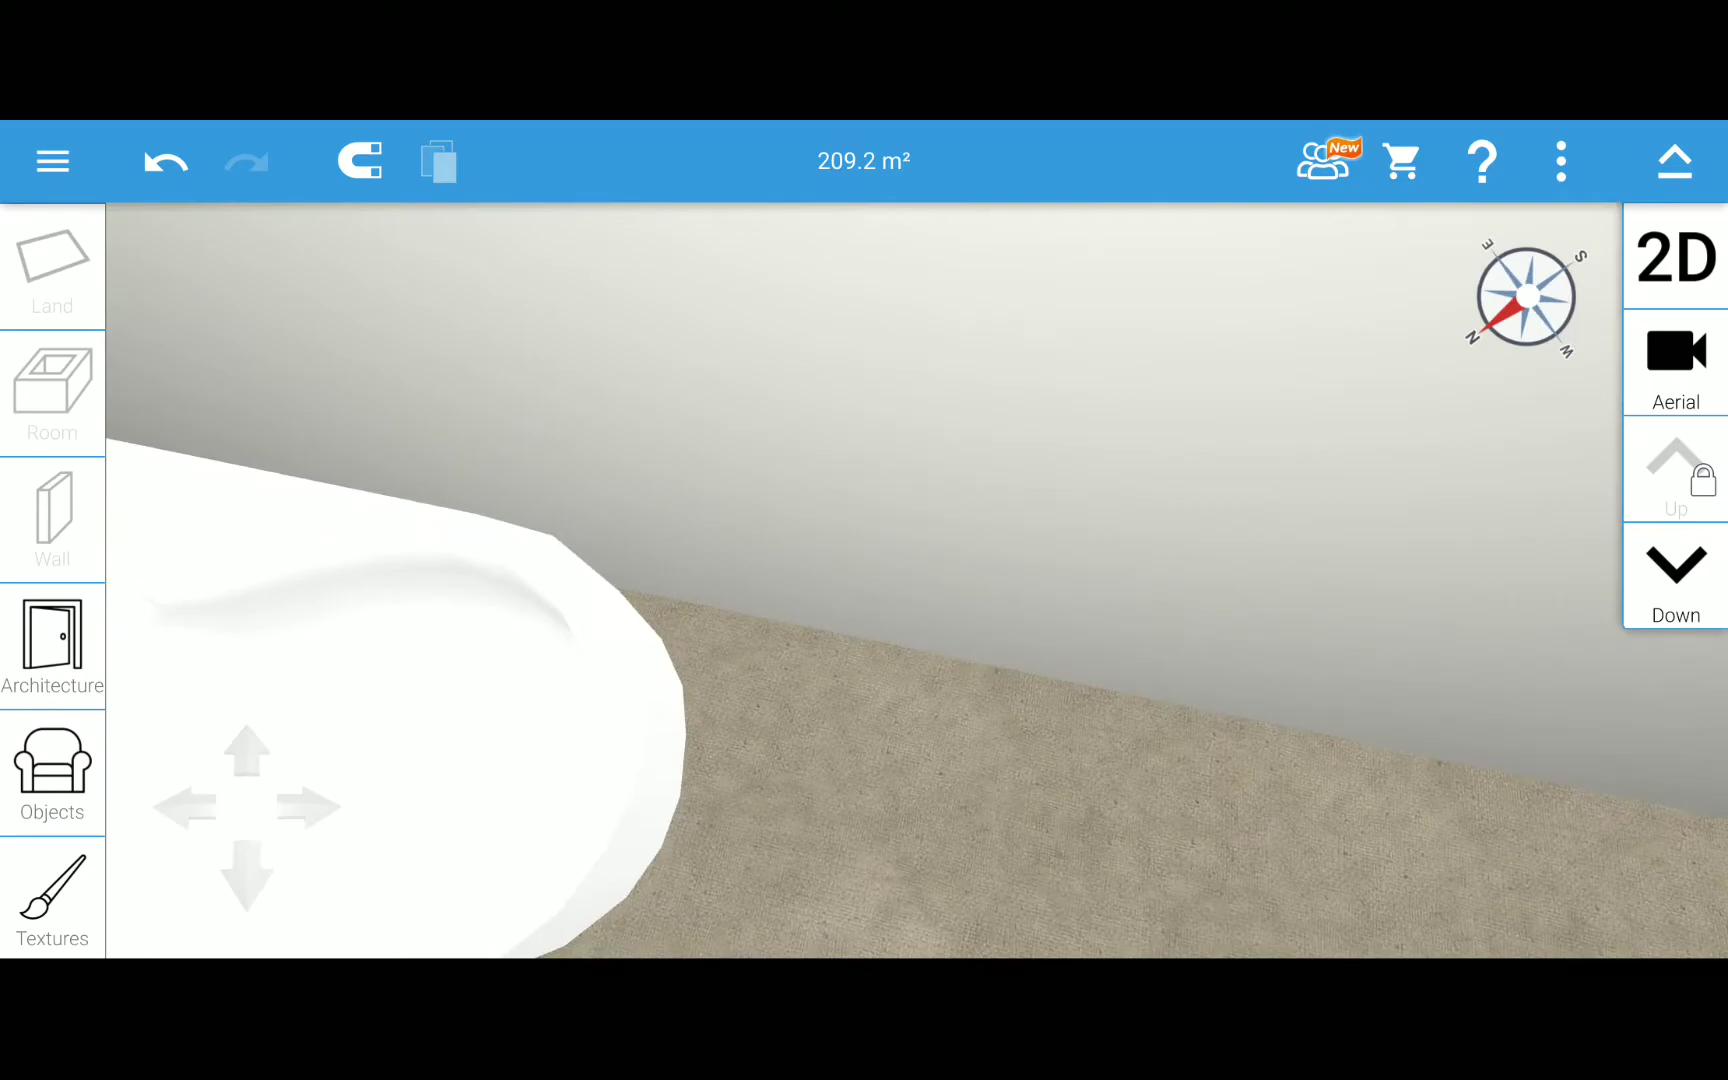 209.2 m²
New
Land
Room
Wall
Architecture
Objects
Textures
E
S
N
W
2D
Aerial
Up
Down